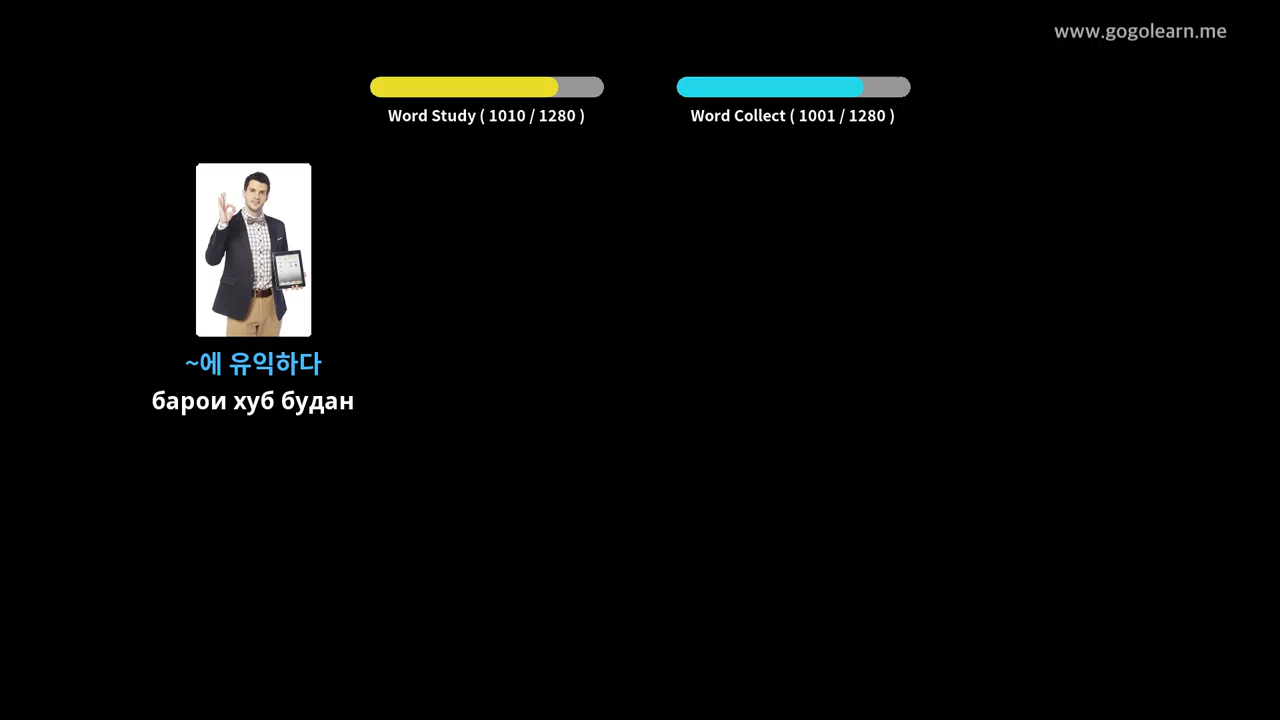 www.gogolearn.me
Word Study ( 1010 / 1280 )
Word Collect ( 1001 / 1280 )
~에 유익하다
барои хуб будан